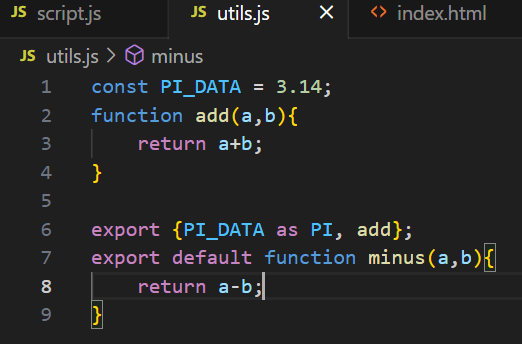 JS script.js JS utils.js × <> index.html
JS utils.js > minus
1 const PI_DATA = 3.14;
2 function add(a,b){
3     return a+b;
4 }
5
6 export {PI_DATA as PI, add};
7 export default function minus(a,b){
8     return a-b;
9 }